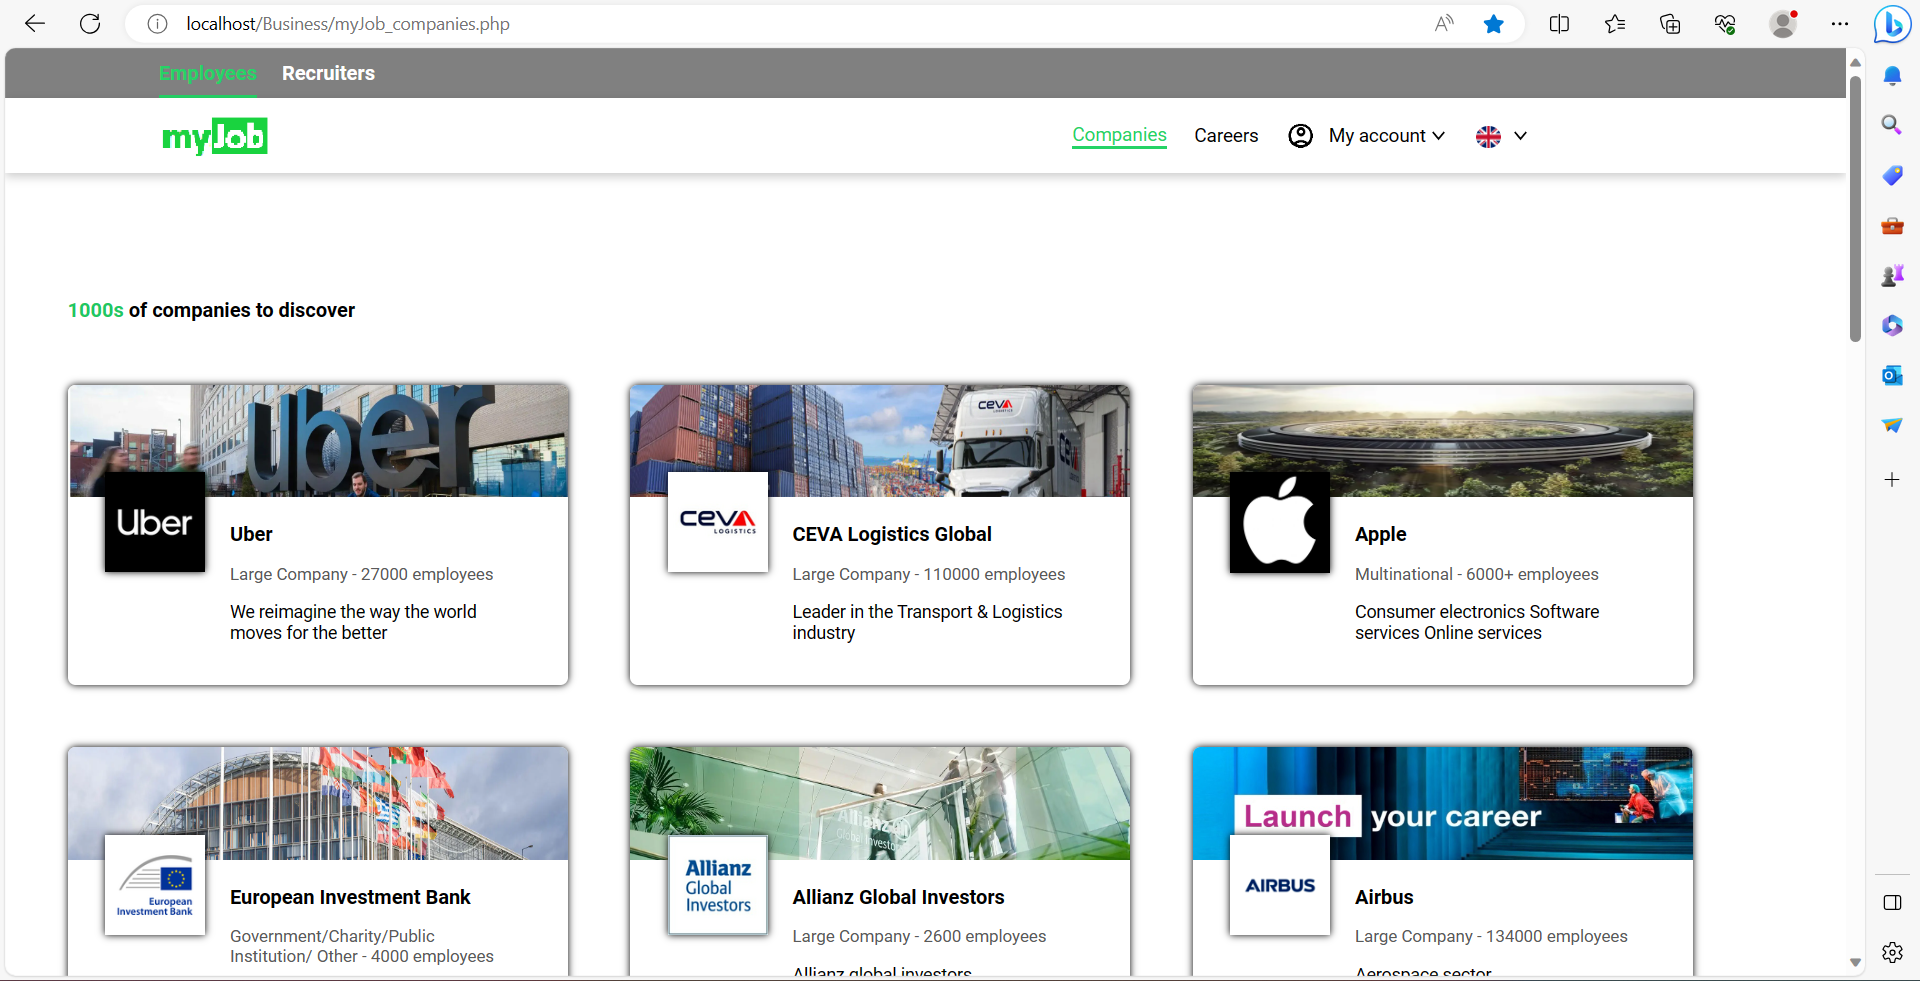 localhost/Business/myJob_companies.php
Employees Recruiters
myJob
Companies Careers My account
1000s of companies to discover
uber
Uber
Uber
Large Company - 27000 employees
We reimagine the way the world
moves for the better
CEVA
LOGISTICS
CEVA
CEVA
LOGISTICS
CEVA Logistics Global
Large Company - 110000 employees
Leader in the Transport & Logistics
industry
Apple
Multinational - 6000+ employees
Consumer electronics Software
services Online services
European
Investment Bank
European Investment Bank
Government/Charity/Public
Institution/ Other - 4000 employees
Allianz
Global Investo
Allianz
Global
Investors
Allianz Global Investors
Large Company - 2600 employees
Allianz global investors
Launch your career
AIRBUS
Airbus
Large Company - 134000 employees
Aerospace sector